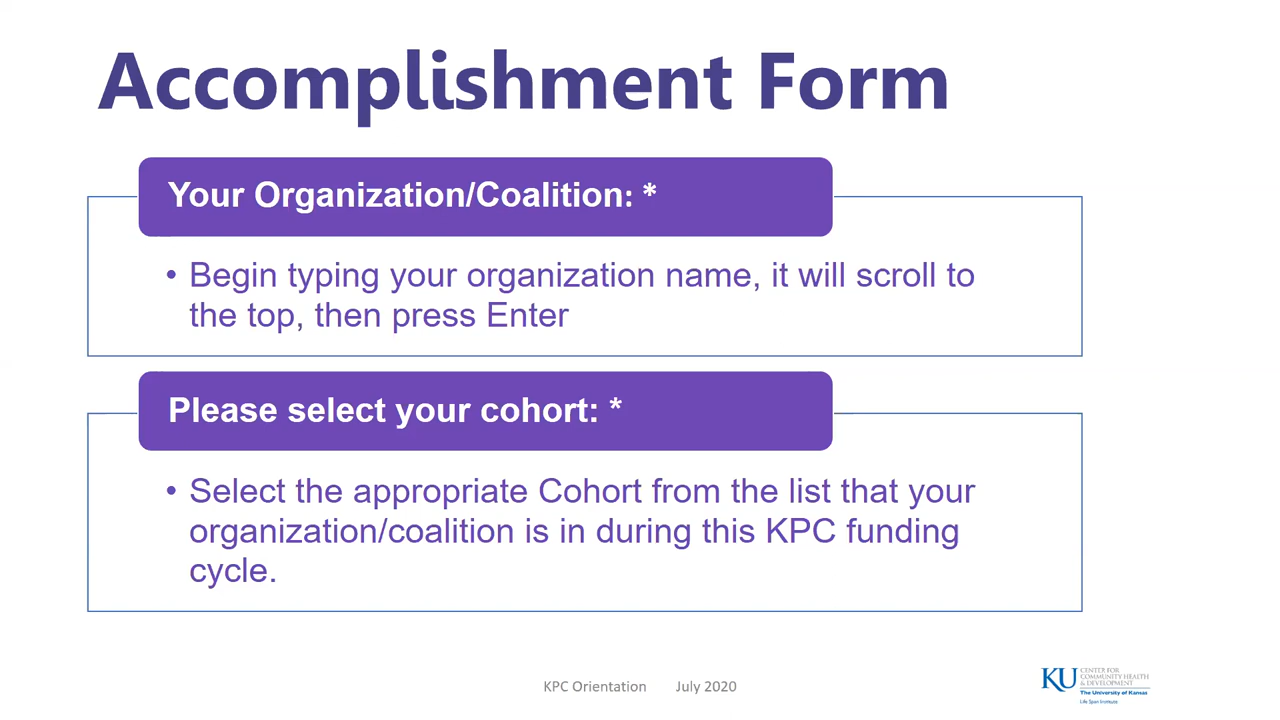 Accomplishment Form
Your Organization/Coalition: *
• Begin typing your organization name, it will scroll to
the top, then press Enter
Please select your cohort: *
• Select the appropriate Cohort from the list that your
organization/coalition is in during this KPC funding
cycle.
KPC Orientation July 2020
KU CENTER FOR
COMMUNITY HEALTH
& DEVELOPMENT
The University of Kansas
Life Span Institute